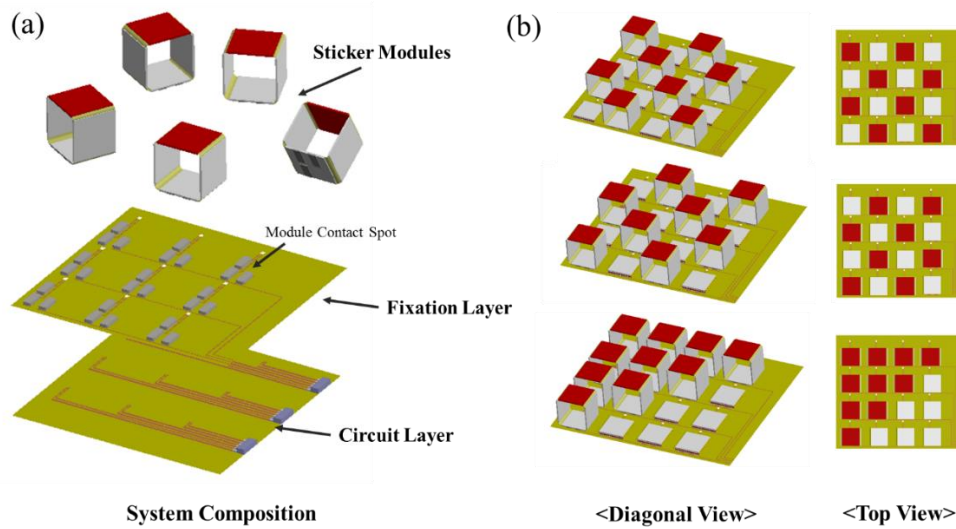 (a)
Sticker Modules
Module Contact Spot
Fixation Layer
Circuit Layer
System Composition
(b)
<Diagonal View>
<Top View>